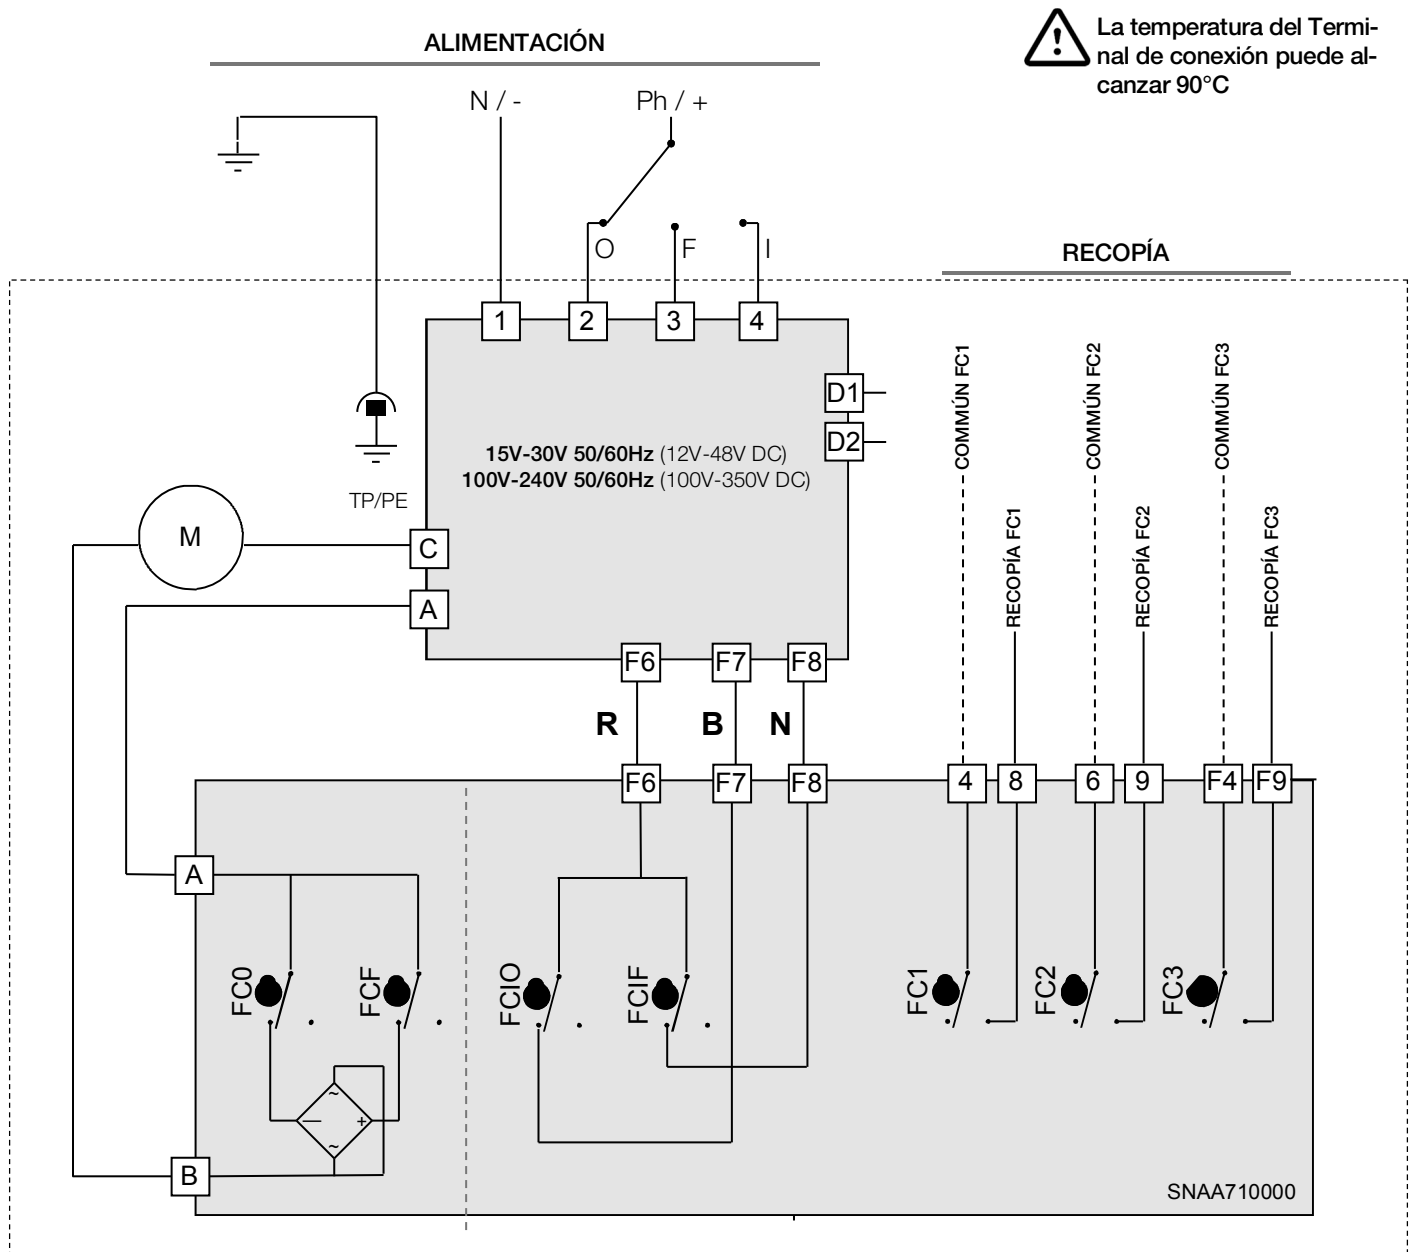 ALIMENTACIÓN
La temperatura del Termi-
nal de conexión puede al-
canzar 90°C
N / -
Ph / +
O
F
I
RECOPÍA
1
2
3
4
D1
D2
15V-30V 50/60Hz (12V-48V DC)
100V-240V 50/60Hz (100V-350V DC)
TP/PE
M
C
A
COMMÚN FC1
RECOPÍA FC1
COMMÚN FC2
RECOPÍA FC2
COMMÚN FC3
RECOPÍA FC3
F6
F7
F8
R
B
N
F6
F7
F8
4
8
6
9
F4
F9
A
FC0
FCF
FCIO
FCIF
FC1
FC2
FC3
~
—
+
~
B
SNAA710000